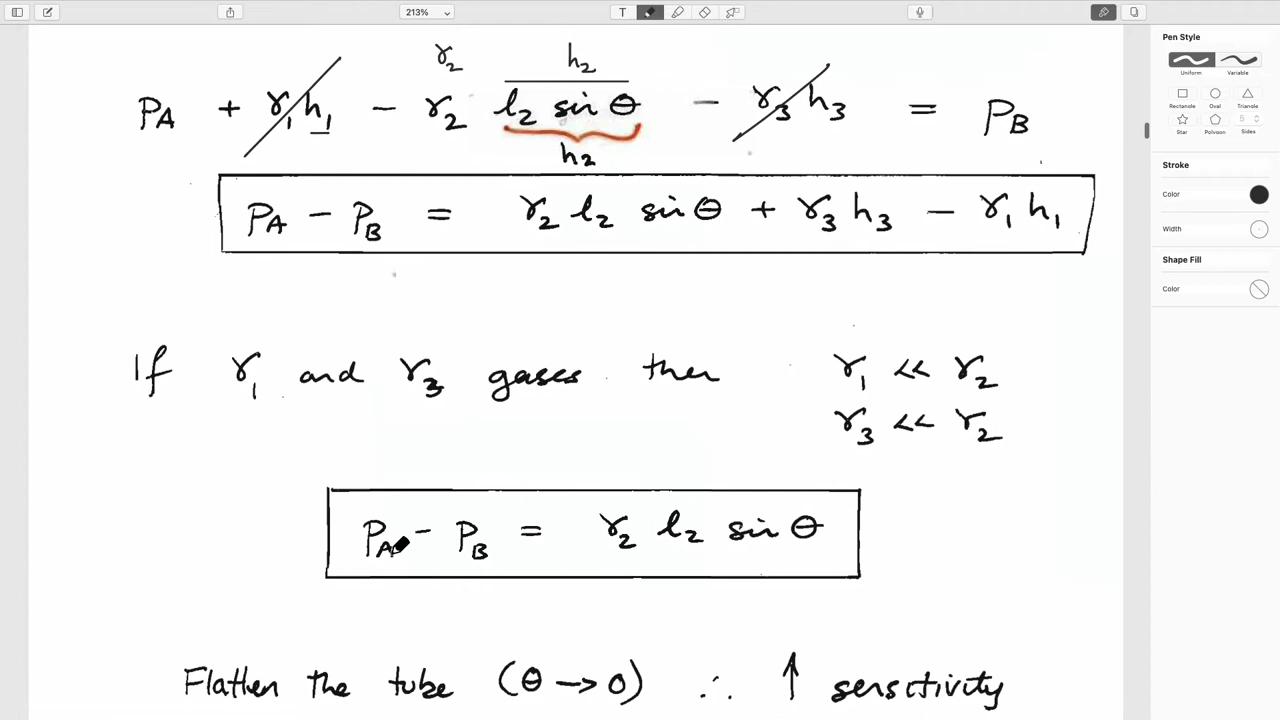 213%
T
γ2 h2
PA + γ1 h1 − γ2 l2 sin θ − γ3 h3 = PB
h2
PA − PB = γ2 l2 sin θ + γ3 h3 − γ1 h1
If γ1 and γ3 gases then γ1 << γ2
γ3 << γ2
PA − PB = γ2 l2 sin θ
Flatten the tube (θ → 0) ∴ ↑ sensitivity
Pen Style
Uniform Variable
Rectangle Oval Triangle
5
Star Polygon Sides
Stroke
Color
Width
Shape Fill
Color